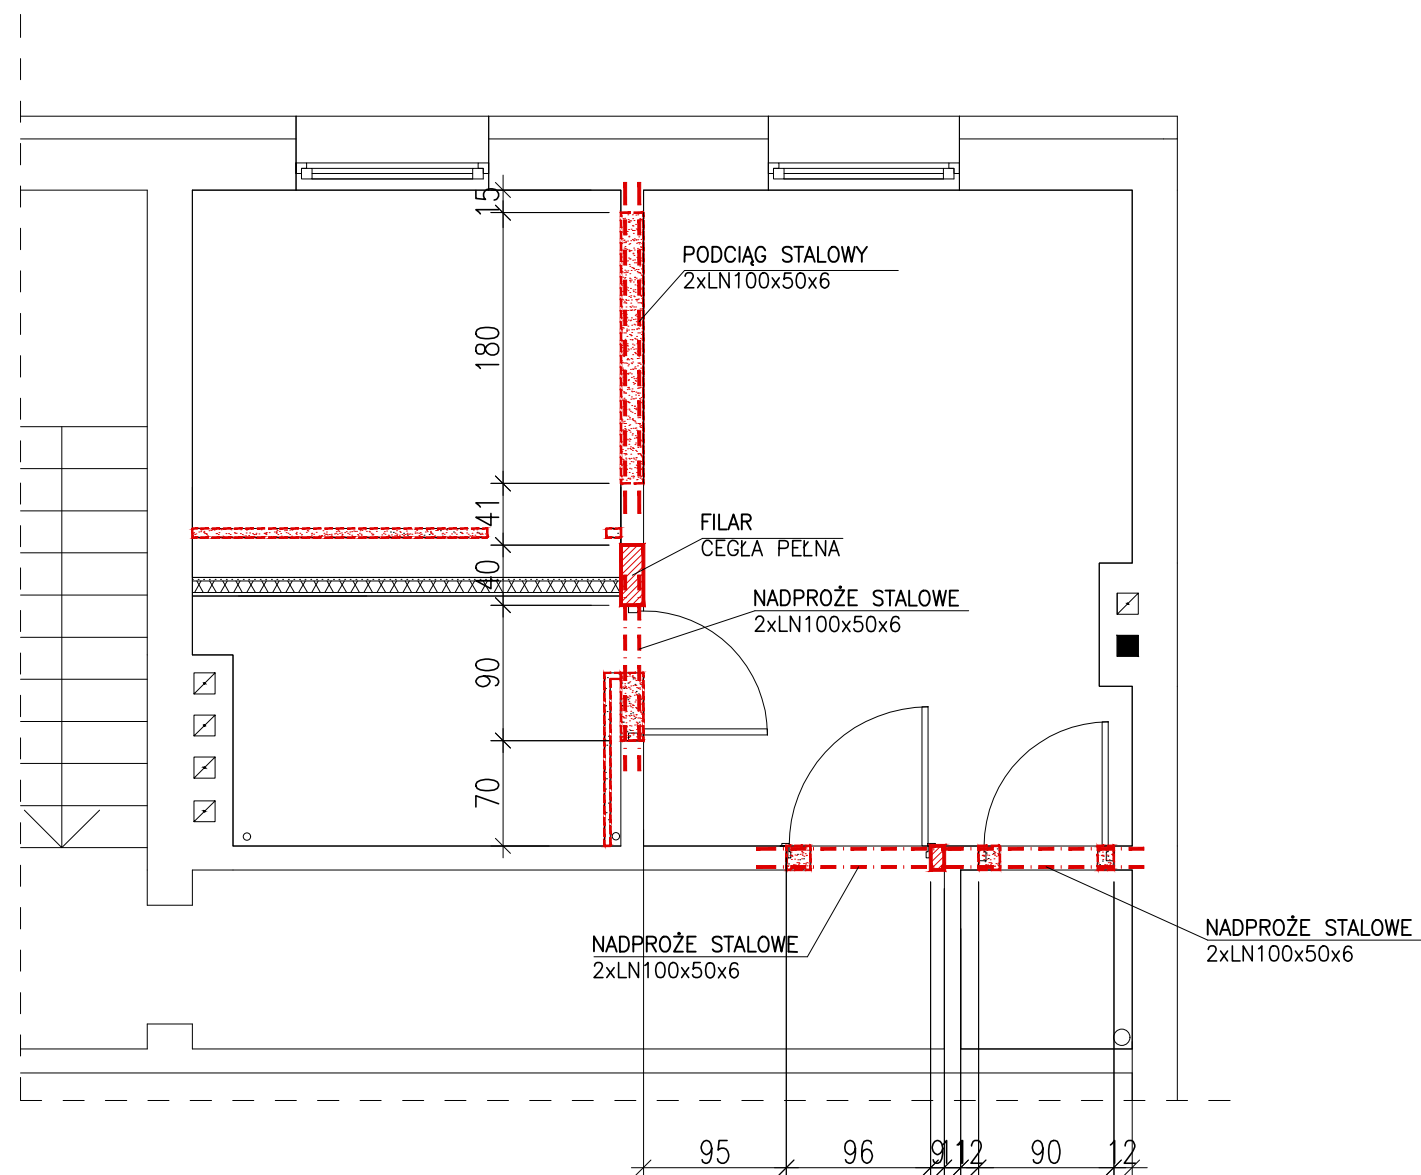 15
PODCIĄG STALOWY
2xLN100x50x6
180
41
FILAR
CEGŁA PEŁNA
40
NADPROŻE STALOWE
2xLN100x50x6
90
70
NADPROŻE STALOWE
2xLN100x50x6
NADPROŻE STALOWE
2xLN100x50x6
95
96
9
12
90
12